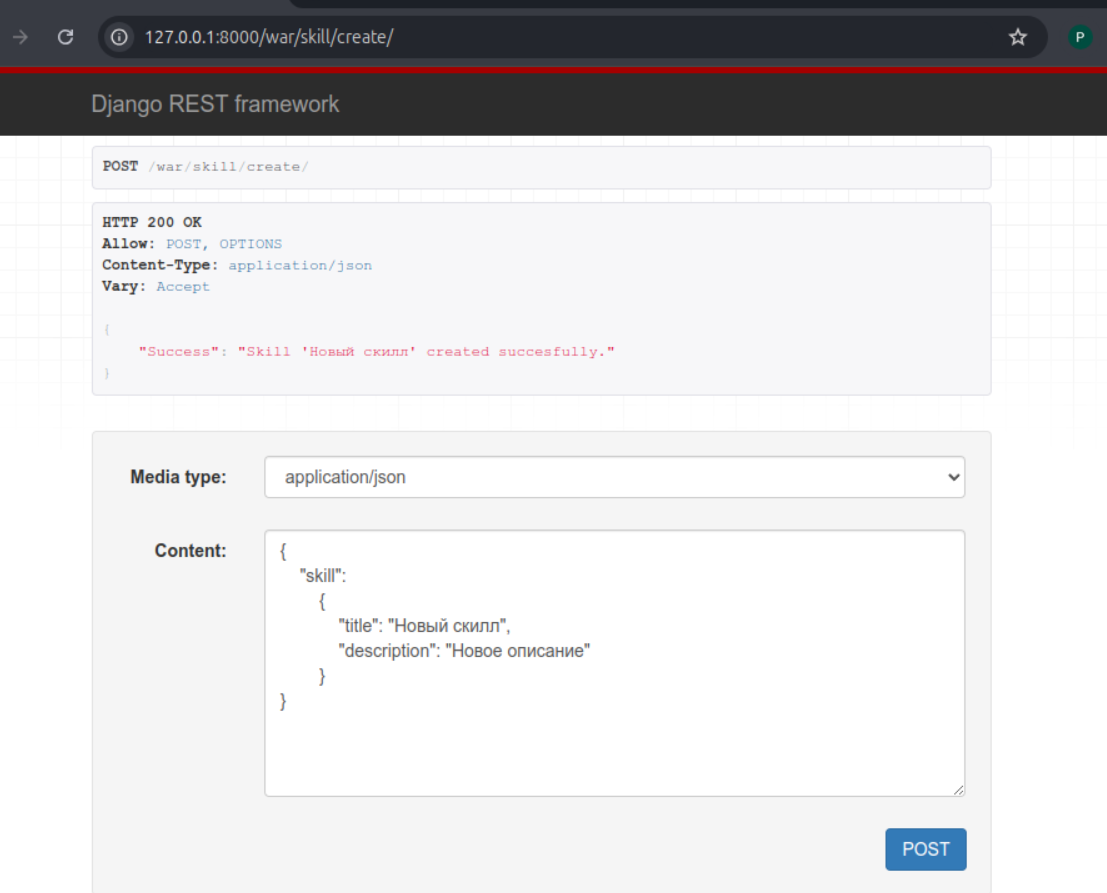 127.0.0.1:8000/war/skill/create/
P
Django REST framework
POST /war/skill/create/
HTTP 200 OK
Allow: POST, OPTIONS
Content-Type: application/json
Vary: Accept
{
"Success": "Skill 'Новый скилл' created succesfully."
}
Media type: application/json
Content: {
"skill":
{
"title": "Новый скилл",
"description": "Новое описание"
}
}
POST